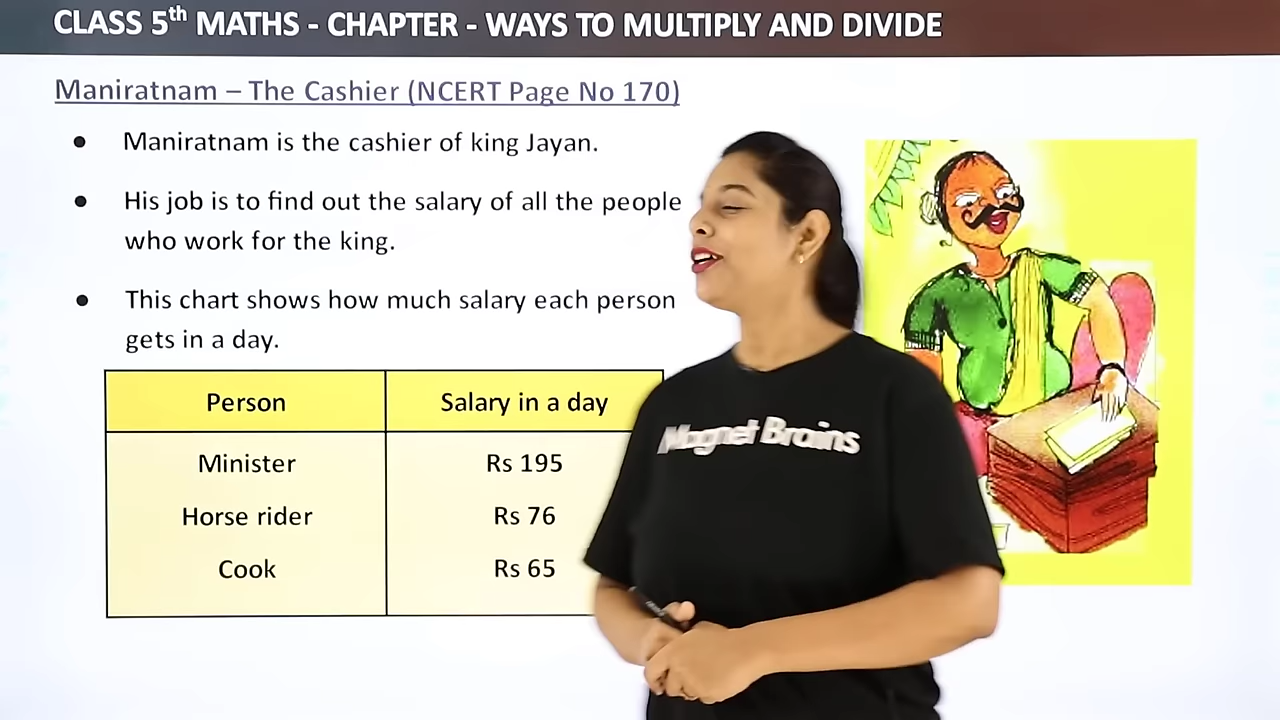 CLASS 5th MATHS - CHAPTER - WAYS TO MULTIPLY AND DIVIDE
Maniratnam – The Cashier (NCERT Page No 170)
● Maniratnam is the cashier of king Jayan.
● His job is to find out the salary of all the people
who work for the king.
● This chart shows how much salary each person
gets in a day.
Person Salary in a day
Minister Rs 195
Horse rider Rs 76
Cook Rs 65
Magnet Brains